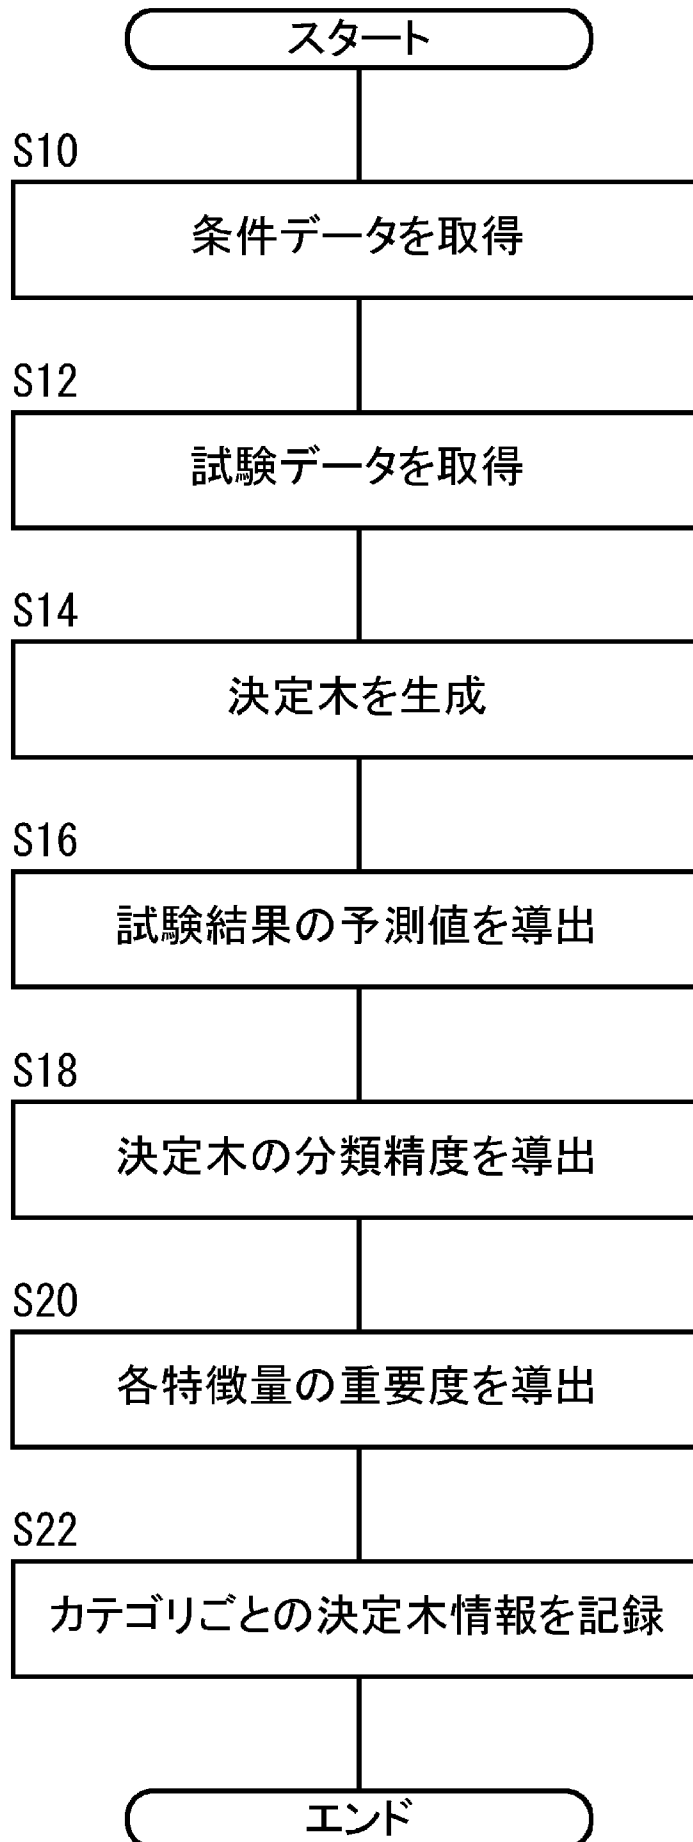 スタート
S10
条件データを取得
S12
試験データを取得
S14
決定木を生成
S16
試験結果の予測値を導出
S18
決定木の分類精度を導出
S20
各特徴量の重要度を導出
S22
カテゴリごとの決定木情報を記録
エンド